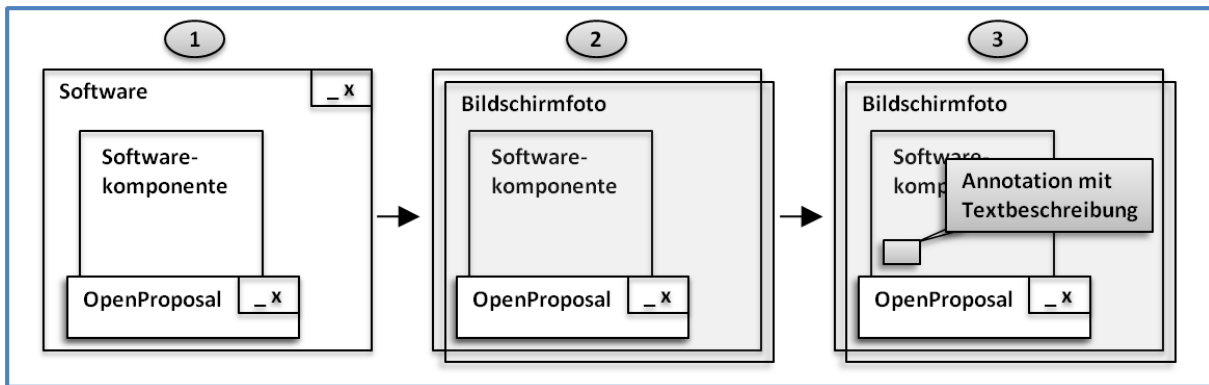 1
2
3
Software
_ x
Software-
komponente
OpenProposal
_ x
Bildschirmfoto
Software-
komponente
OpenProposal
_ x
Bildschirmfoto
Software-
komp
Annotation mit
Textbeschreibung
OpenProposal
_ x